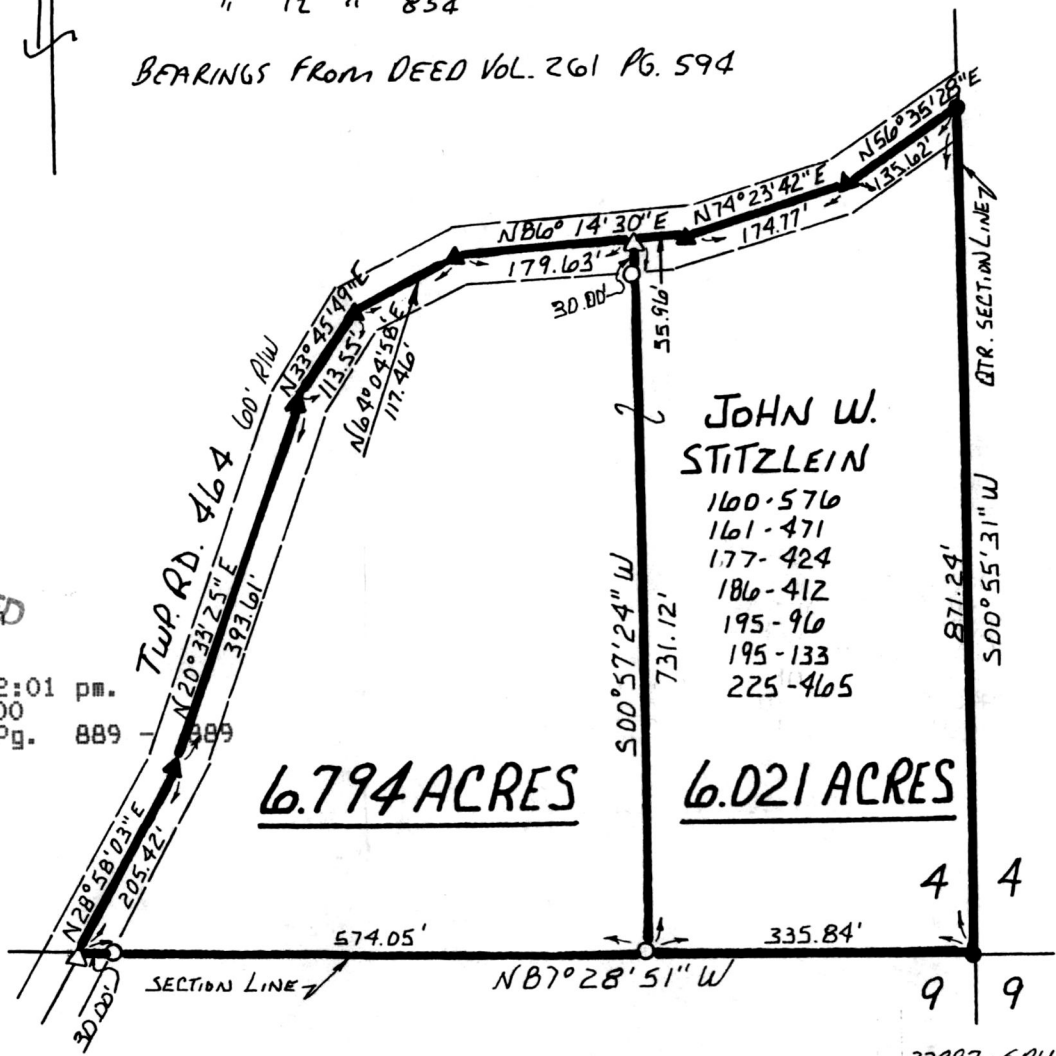 " 12 " 854
BEARINGS FROM DEED VOL. 261 PG. 594
N56°35'28"E
135.62'
N74°23'42"E
174.77'
N86°14'30"E
179.63'
30.00'
55.96'
N64°04'58"E
117.46'
N33°45'49"E
113.55'
TWP. RD. 464 60' R/W
N20°33'25"E
393.61'
N28°58'03"E
205.42'
QTR. SECTION LINE
JOHN W.
STITZLEIN
160-576
161-471
177-424
186-412
195-96
195-133
225-465
S00°57'24"W
731.12'
871.24'
S00°55'31"W
2:01 pm.
00
Pg. 889 - 889
6.794 ACRES
6.021 ACRES
4 4
574.05'
335.84'
SECTION LINE
N87°28'51"W
30.00'
9 9